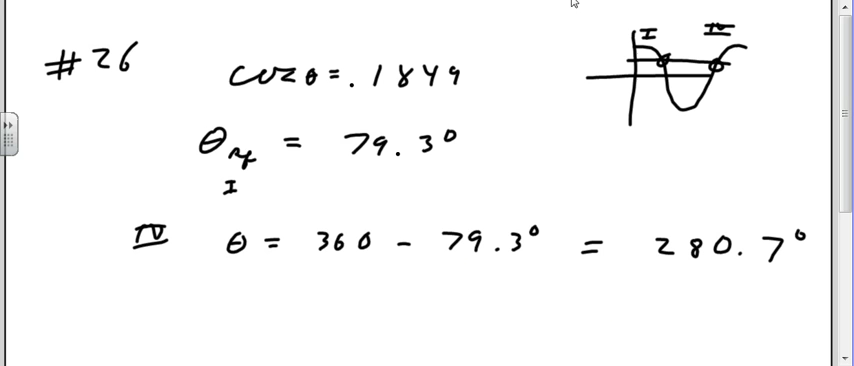 #26
I IV
cos θ = .1849
θref = 79.3°
I
IV θ = 360 - 79.3° = 280.7°